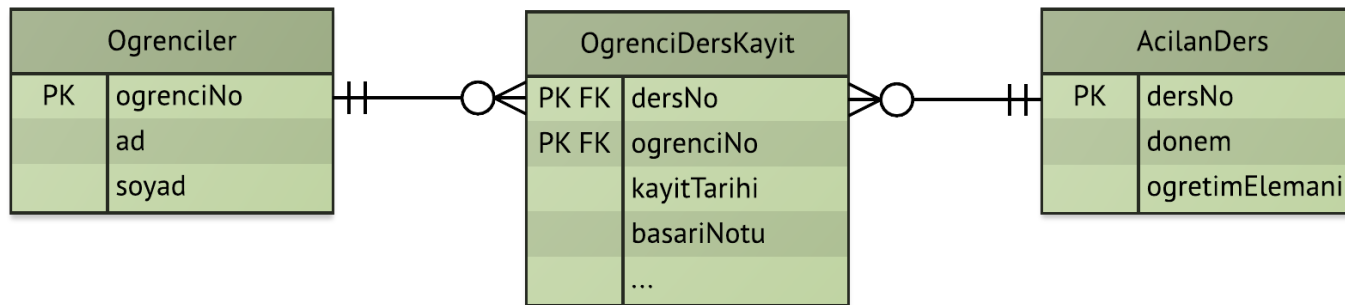 Ogrenciler
PK ogrenciNo
ad
soyad
OgrenciDersKayit
PK FK dersNo
PK FK ogrenciNo
kayitTarihi
basariNotu
...
AcilanDers
PK dersNo
donem
ogretimElemani